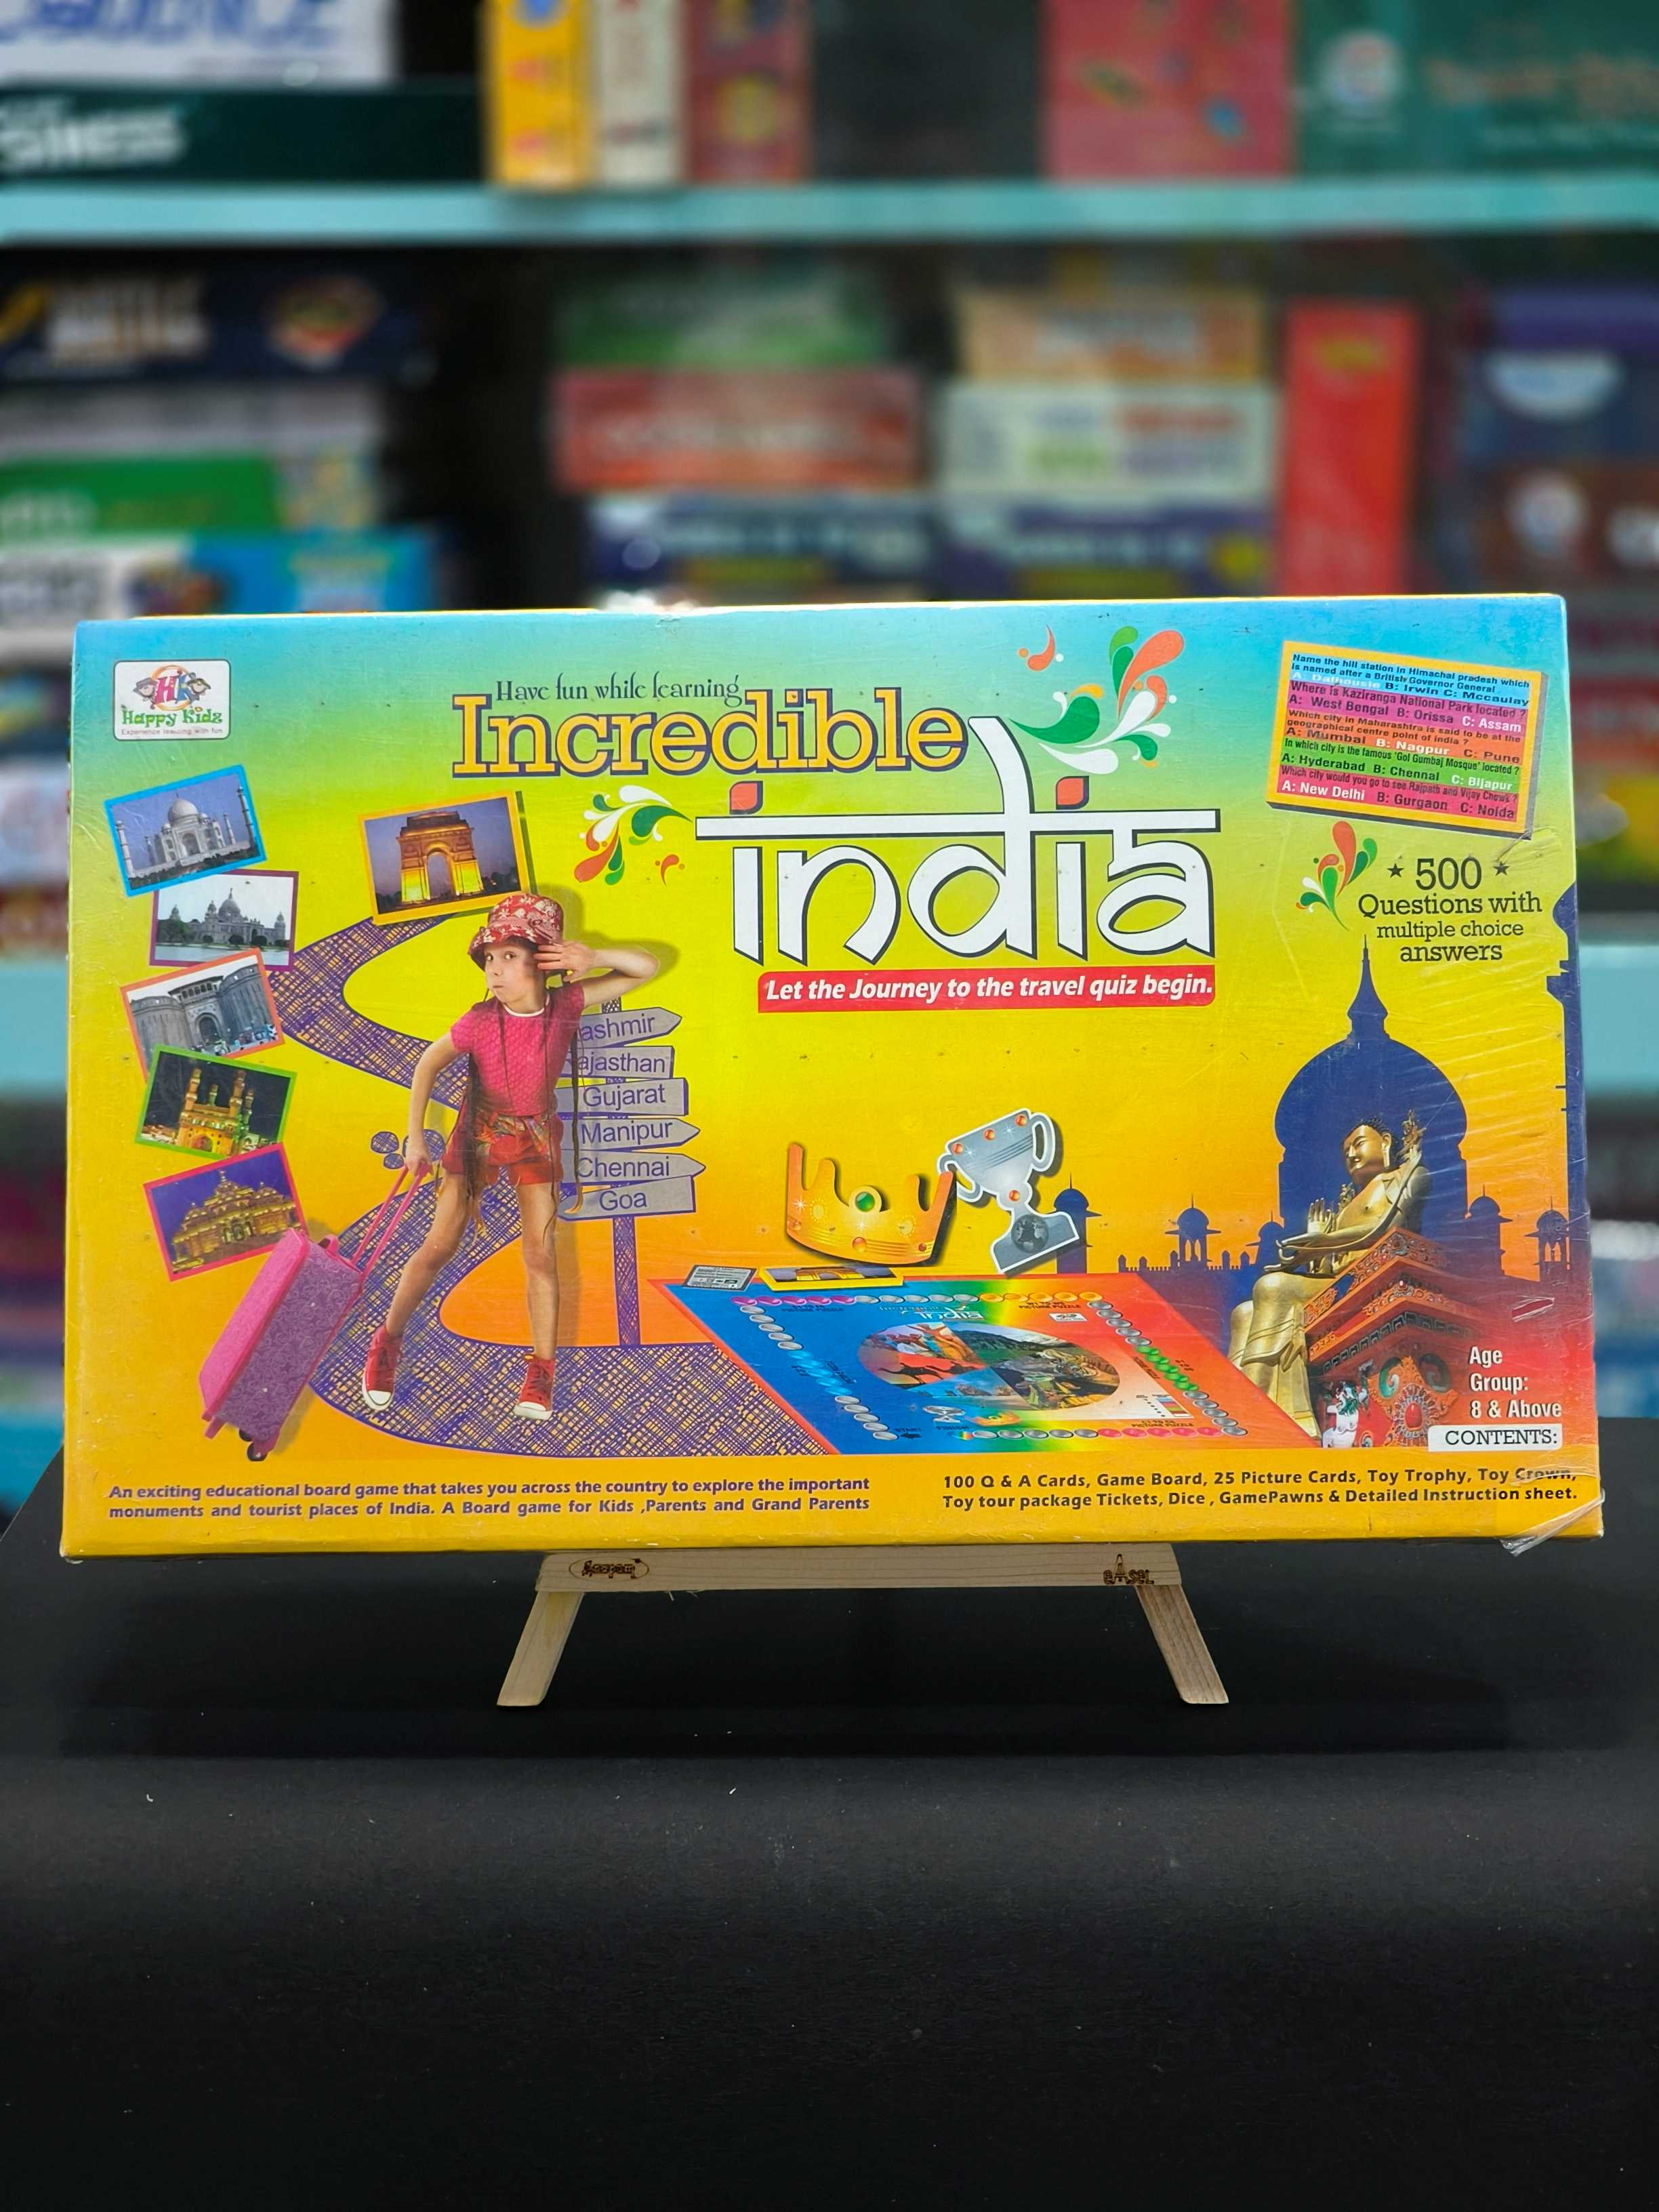 Happy Kidz
Experience learning with fun
Have fun while learning
Incredible
india
Let the Journey to the travel quiz begin.
Name the hill station in Himachal pradesh which
is named after a British Governor General
A: Dalhousie B: Irwin C: Mccaulay
Where is Kaziranga National Park located ?
A: West Bengal B: Orissa C: Assam
Which city in Maharashtra is said to be at the
geographical centre point of india ?
A: Mumbai B: Nagpur C: Pune
In which city is the famous 'Gol Gumbaj Mosque' located ?
A: Hyderabad B: Chennai C: Bijapur
Which city would you go to see Rajpath and Vijay Chowk ?
A: New Delhi B: Gurgaon C: Noida
500
Questions with
multiple choice
answers
ashmir
ajasthan
Gujarat
Manipur
Chennai
Goa
Age
Group:
8 & Above
CONTENTS:
An exciting educational board game that takes you across the country to explore the important
monuments and tourist places of India. A Board game for Kids ,Parents and Grand Parents
100 Q & A Cards, Game Board, 25 Picture Cards, Toy Trophy, Toy Crown,
Toy tour package Tickets, Dice , GamePawns & Detailed Instruction sheet.